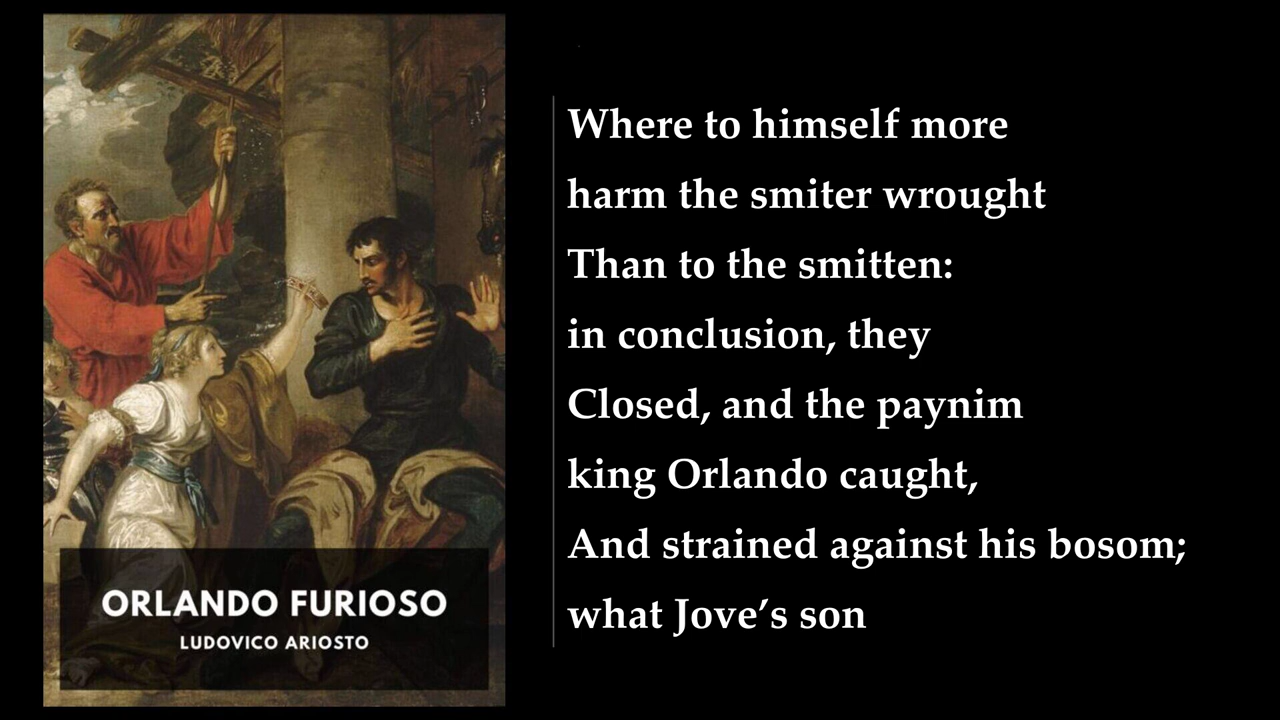 ORLANDO FURIOSO
LUDOVICO ARIOSTO
Where to himself more
harm the smiter wrought
Than to the smitten:
in conclusion, they
Closed, and the paynim
king Orlando caught,
And strained against his bosom;
what Jove’s son